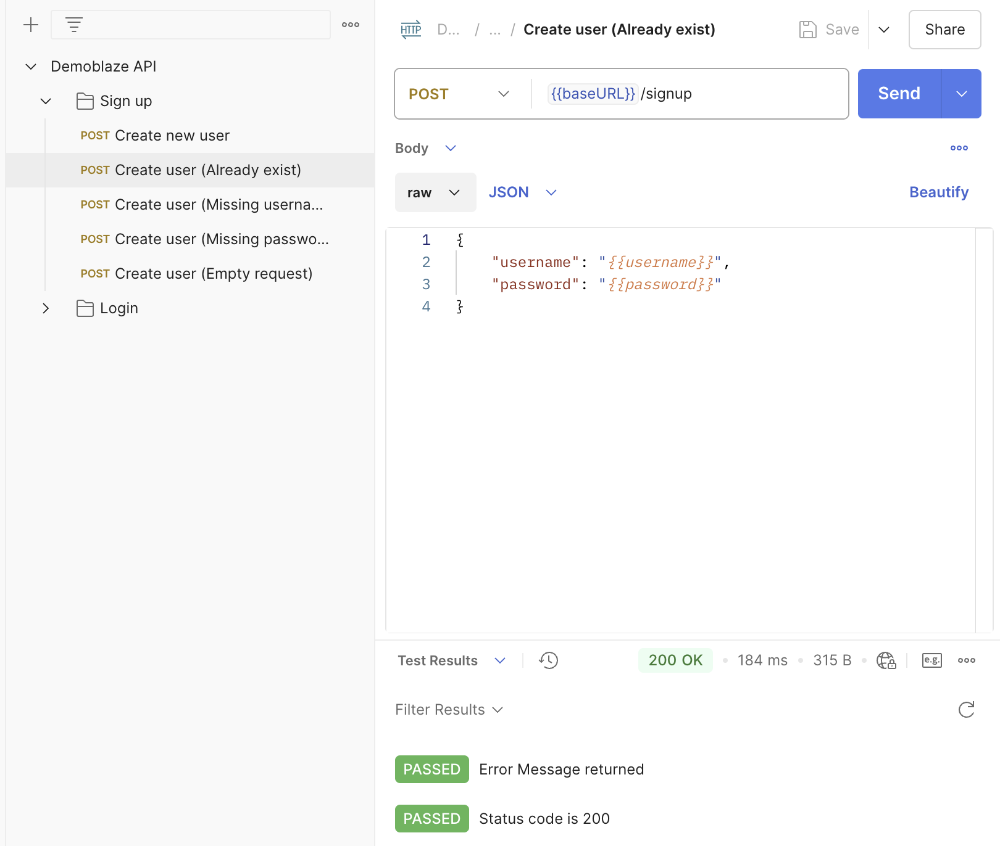 Demoblaze API
Sign up
POST Create new user
POST Create user (Already exist)
POST Create user (Missing userna...
POST Create user (Missing passwo...
POST Create user (Empty request)
Login
HTTP D... / ... / Create user (Already exist) Save Share
POST {{baseURL}} /signup Send
Body
raw JSON Beautify
1 {
2 "username": "{{username}}",
3 "password": "{{password}}"
4 }
Test Results 200 OK • 184 ms • 315 B • e.g.
Filter Results
PASSED Error Message returned
PASSED Status code is 200